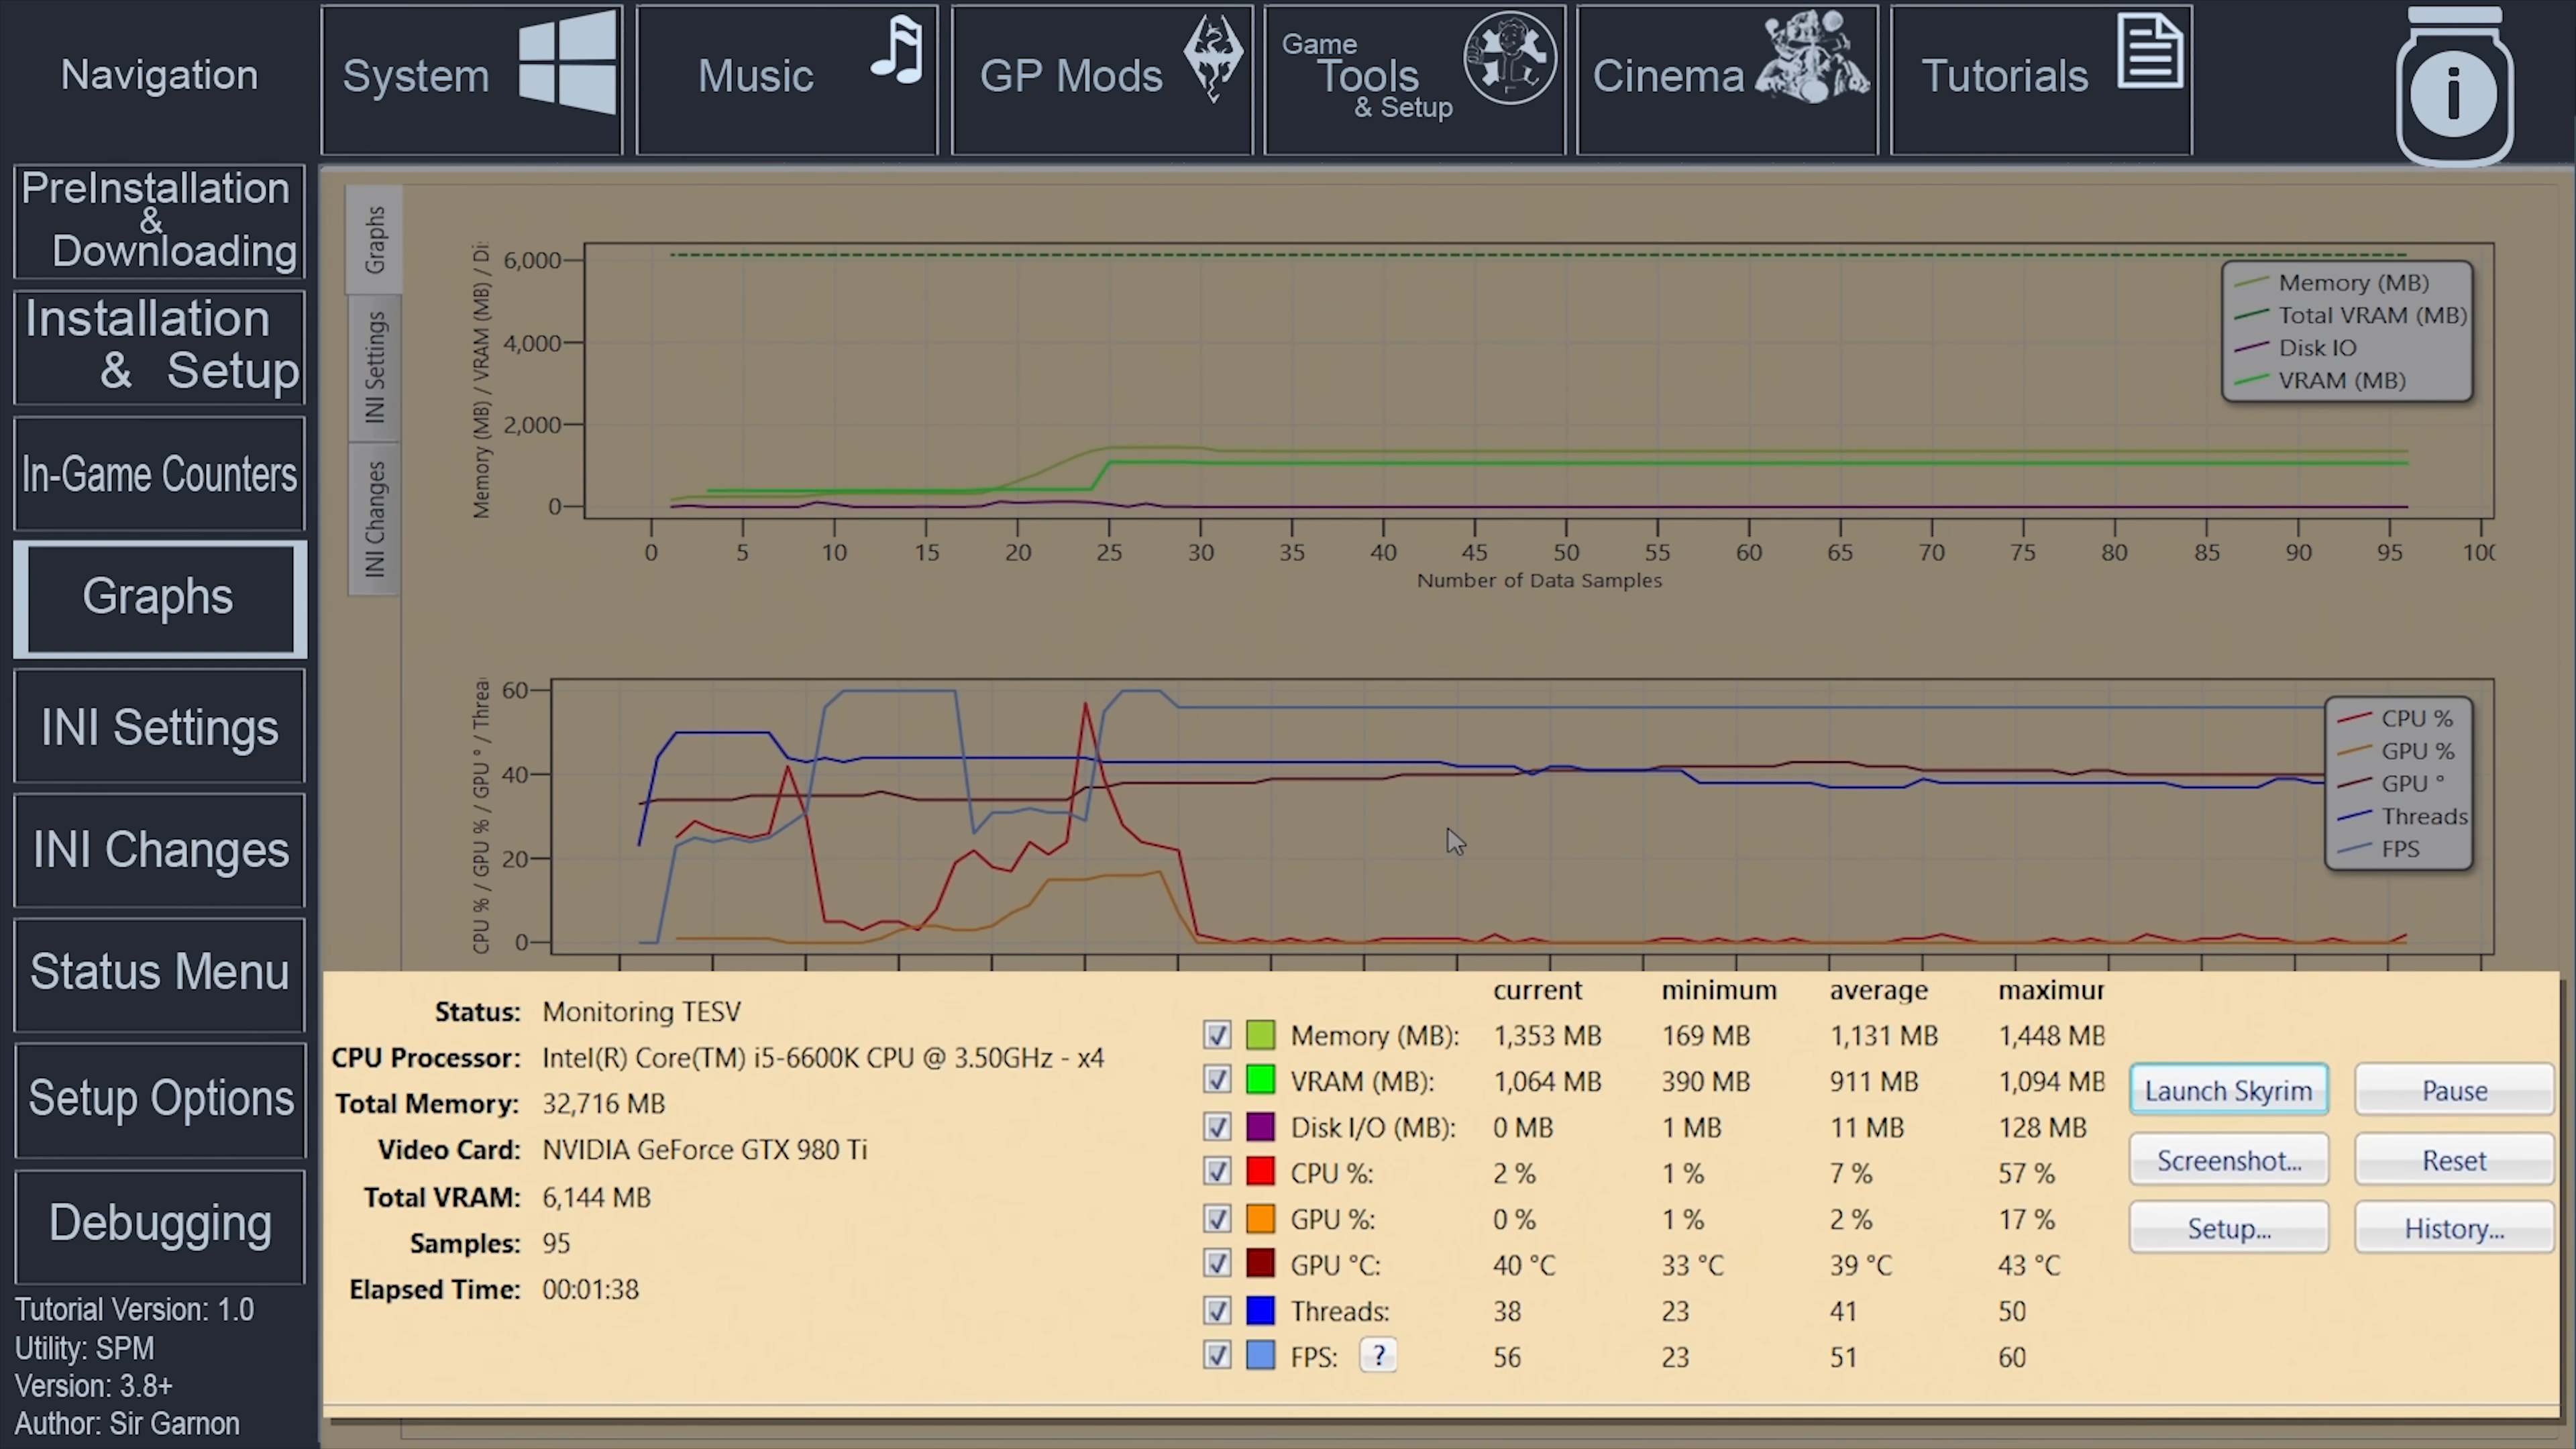 Navigation
System
Music
GP Mods
Game
Tools
& Setup
Cinema
Tutorials
i
PreInstallation
&
Downloading
Installation
& Setup
In-Game Counters
Graphs
INI Settings
INI Changes
Status Menu
Setup Options
Debugging
Tutorial Version: 1.0
Utility: SPM
Version: 3.8+
Author: Sir Garnon
Graphs
INI Settings
INI Changes
Memory (MB) / VRAM (MB) / Di
6,000
4,000
2,000
0
Memory (MB)
Total VRAM (MB)
Disk IO
VRAM (MB)
0 5 10 15 20 25 30 35 40 45 50 55 60 65 70 75 80 85 90 95 100
Number of Data Samples
CPU % / GPU % / GPU ° / Threa
60
40
20
0
CPU %
GPU %
GPU °
Threads
FPS
Status: Monitoring TESV
CPU Processor: Intel(R) Core(TM) i5-6600K CPU @ 3.50GHz - x4
Total Memory: 32,716 MB
Video Card: NVIDIA GeForce GTX 980 Ti
Total VRAM: 6,144 MB
Samples: 95
Elapsed Time: 00:01:38
current minimum average maximur
Memory (MB): 1,353 MB 169 MB 1,131 MB 1,448 MB
VRAM (MB): 1,064 MB 390 MB 911 MB 1,094 MB
Disk I/O (MB): 0 MB 1 MB 11 MB 128 MB
CPU %: 2 % 1 % 7 % 57 %
GPU %: 0 % 1 % 2 % 17 %
GPU °C: 40 °C 33 °C 39 °C 43 °C
Threads: 38 23 41 50
FPS: ? 56 23 51 60
Launch Skyrim
Pause
Screenshot...
Reset
Setup...
History...